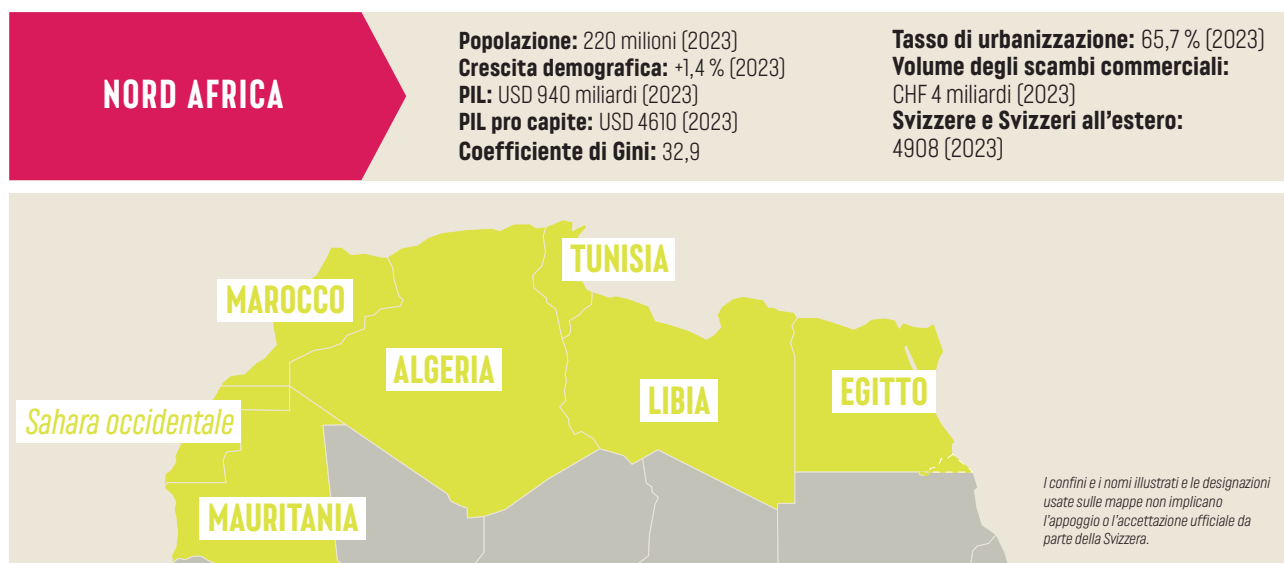 NORD AFRICA
Popolazione: 220 milioni (2023)
Crescita demografica: +1,4 % (2023)
PIL: USD 940 miliardi (2023)
PIL pro capite: USD 4610 (2023)
Coefficiente di Gini: 32,9
Tasso di urbanizzazione: 65,7 % (2023)
Volume degli scambi commerciali:
CHF 4 miliardi (2023)
Svizzere e Svizzeri all'estero:
4908 (2023)
TUNISIA
MAROCCO
ALGERIA
LIBIA
EGITTO
Sahara occidentale
MAURITANIA
I confini e i nomi illustrati e le designazioni
usate sulle mappe non implicano
l'appoggio o l'accettazione ufficiale da
parte della Svizzera.